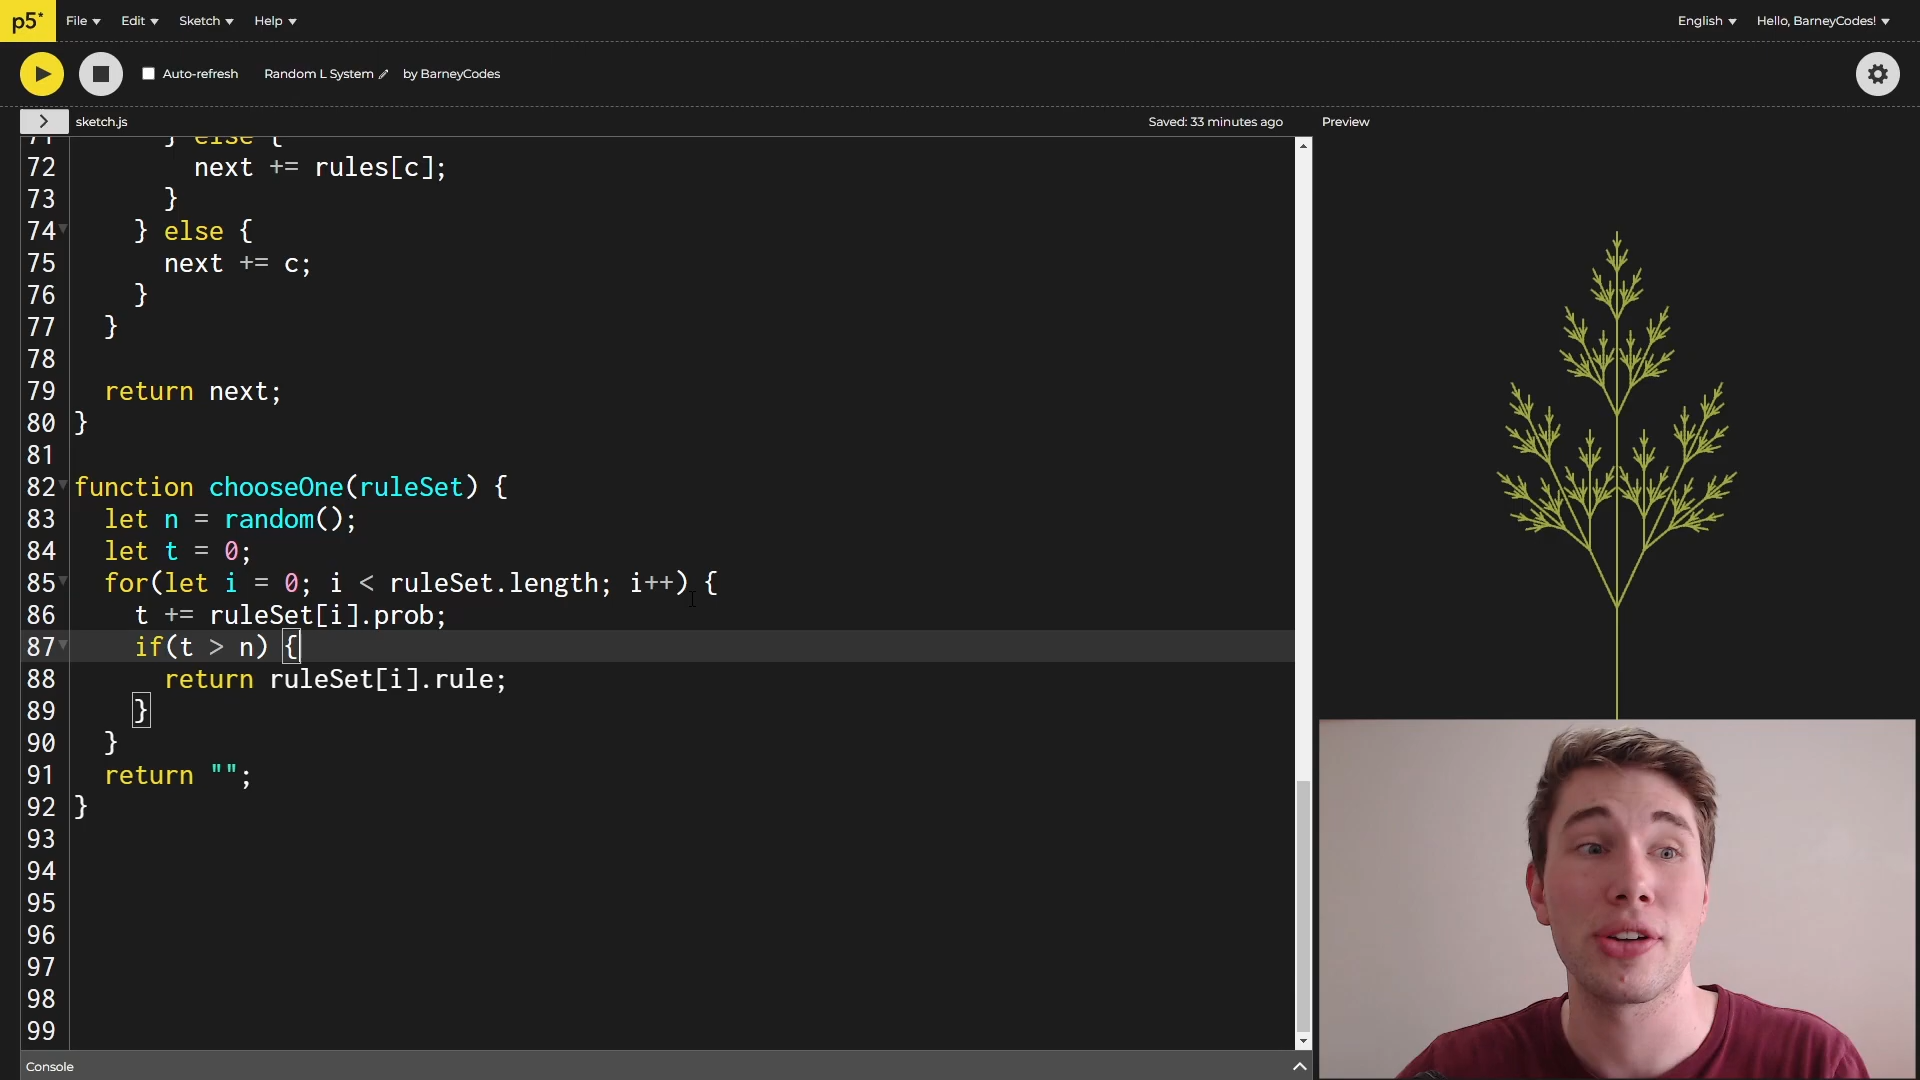 p5*
File
Edit
Sketch
Help
English
Hello, BarneyCodes!
Auto-refresh
Random L System
by BarneyCodes
sketch.js
Saved: 33 minutes ago
Preview
71 } else {
72 next += rules[c];
73 }
74 } else {
75 next += c;
76 }
77 }
78
79 return next;
80 }
81
82 function chooseOne(ruleSet) {
83 let n = random();
84 let t = 0;
85 for(let i = 0; i < ruleSet.length; i++) {
86 t += ruleSet[i].prob;
87 if(t > n) {
88 return ruleSet[i].rule;
89 }
90 }
91 return "";
92 }
93
94
95
96
97
98
99
Console